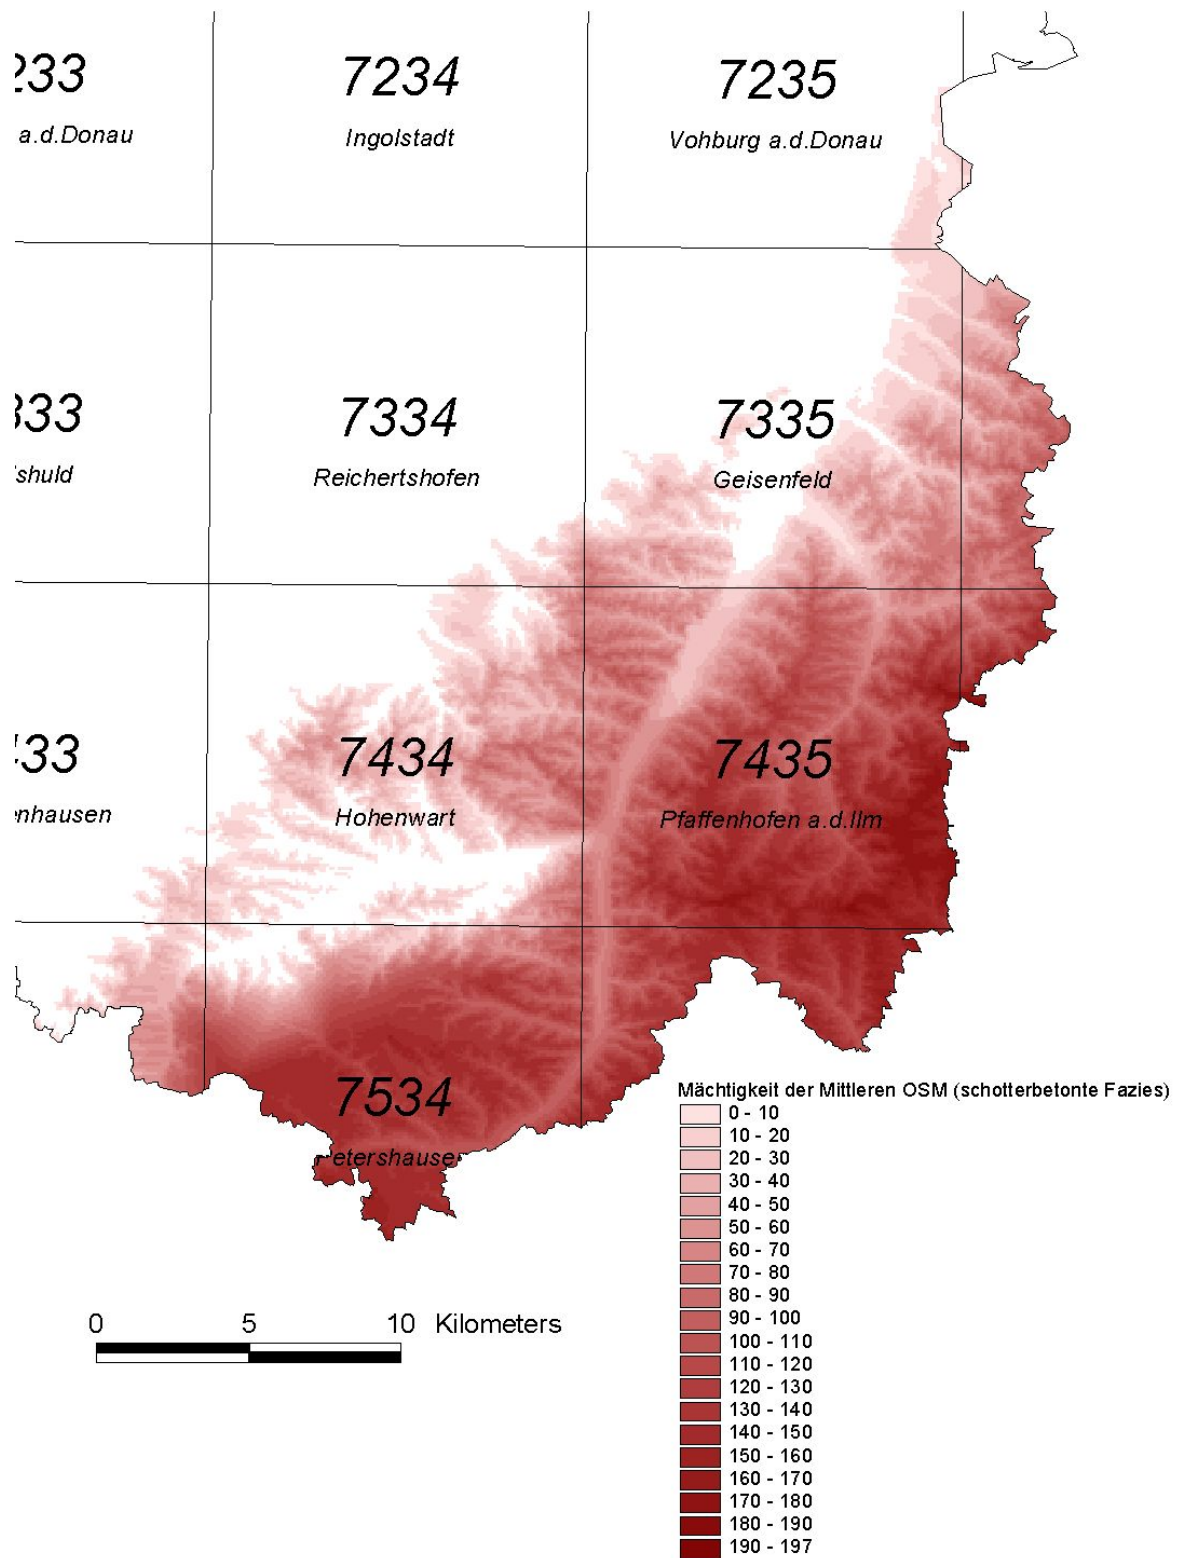 233
7234
7235
a.d.Donau
Ingolstadt
Vohburg a.d.Donau
333
7334
7335
shuld
Reichertshofen
Geisenfeld
433
7434
7435
enhausen
Hohenwart
Pfaffenhofen a.d.Ilm
7534
Petershause
Mächtigkeit der Mittleren OSM (schotterbetonte Fazies)
0 - 10
10 - 20
20 - 30
30 - 40
40 - 50
50 - 60
60 - 70
70 - 80
80 - 90
90 - 100
100 - 110
110 - 120
120 - 130
130 - 140
140 - 150
150 - 160
160 - 170
170 - 180
180 - 190
190 - 197
0 5 10 Kilometers